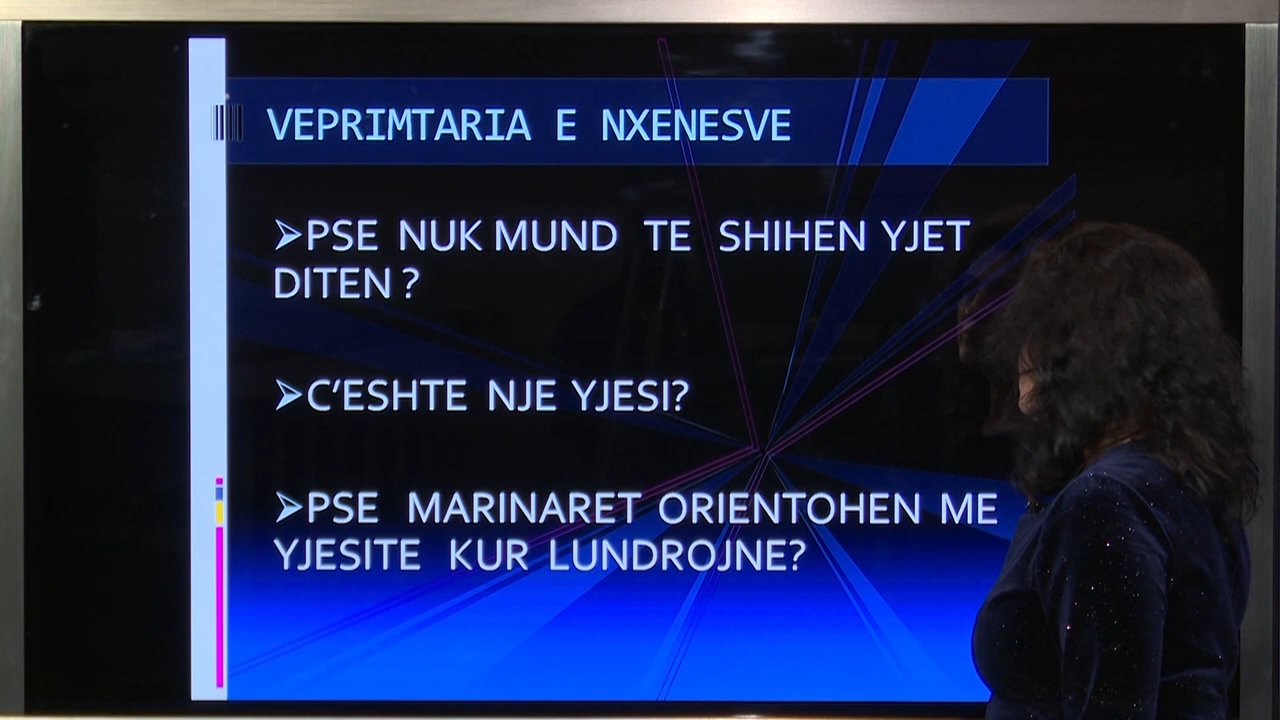 VEPRIMTARIA E NXENESVE
➢PSE NUK MUND TE SHIHEN YJET
DITEN ?
➢C'ESHTE NJE YJESI?
➢PSE MARINARET ORIENTOHEN ME
YJESITE KUR LUNDROJNE?